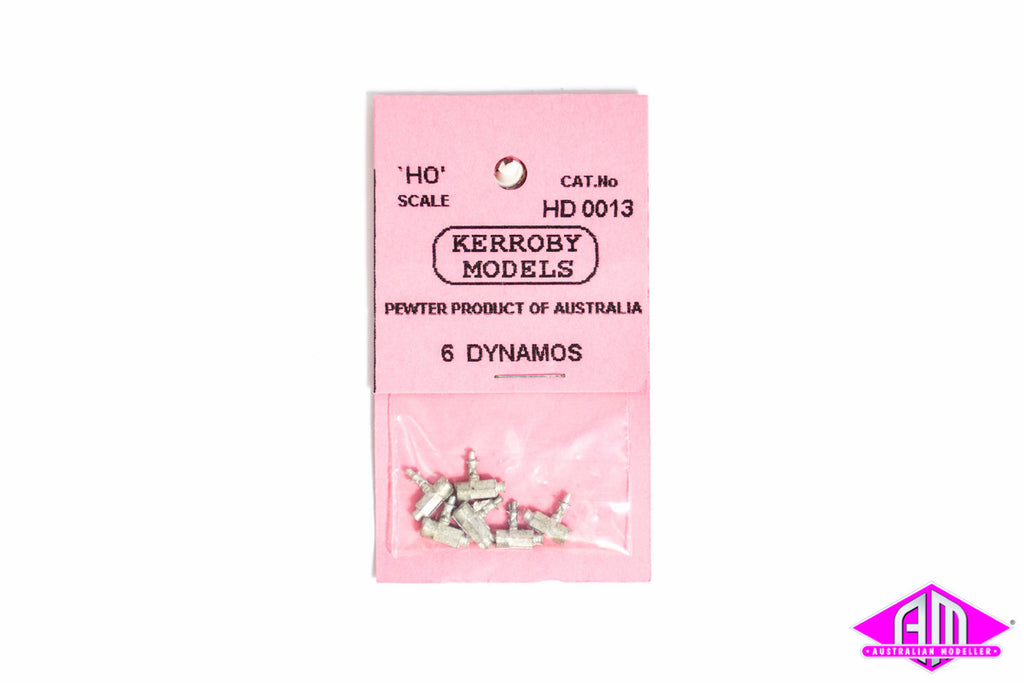 `HO'
SCALE
CAT.No
HD 0013
KERROBY
MODELS
PEWTER PRODUCT OF AUSTRALIA
6 DYNAMOS
AM
®
• AUSTRALIAN MODELLER •